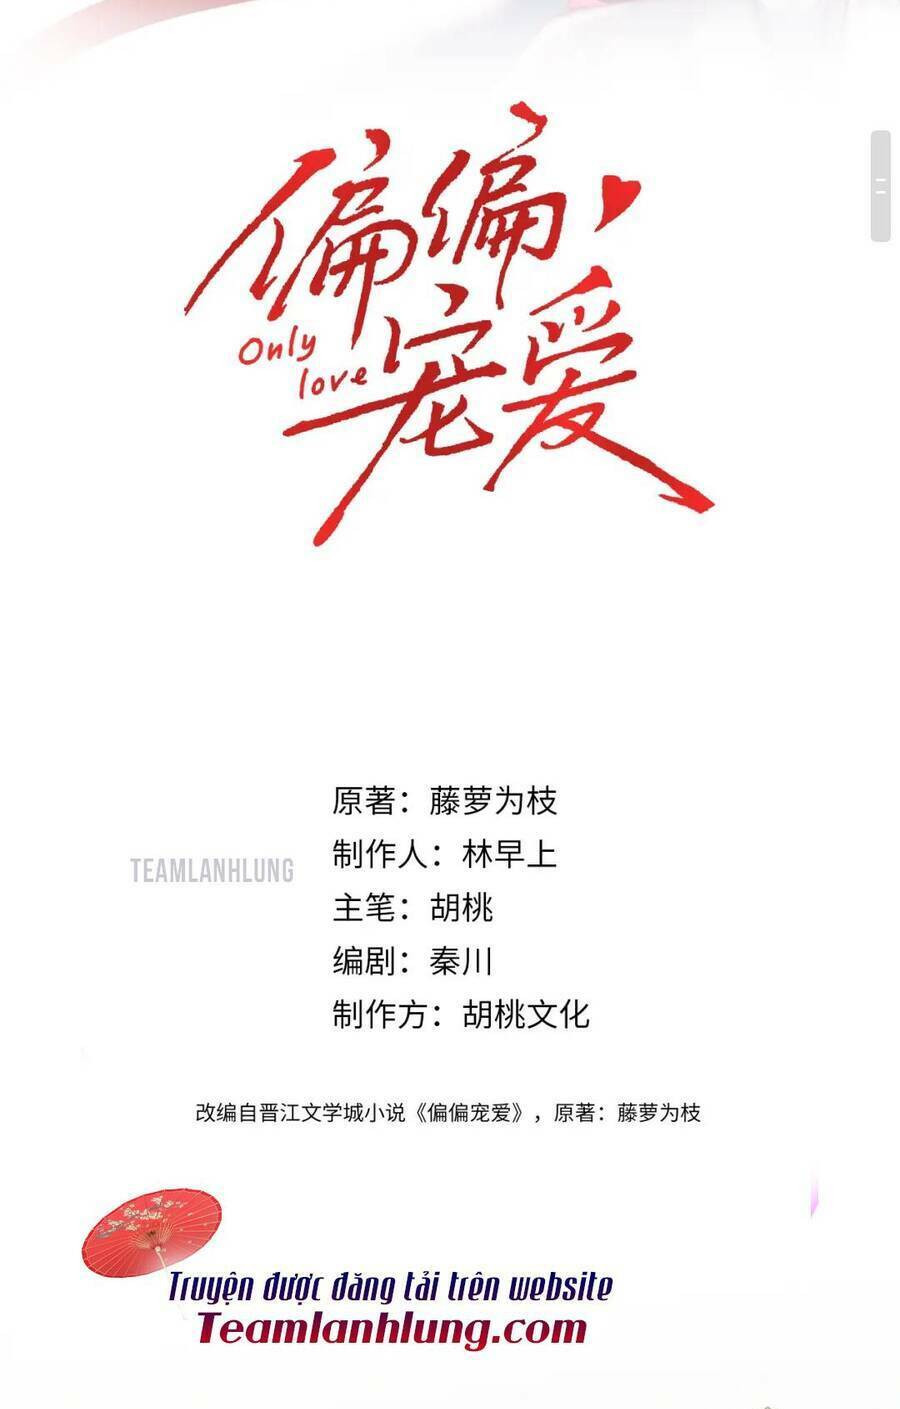 偏偏
Only
love
宠爱
原著：藤萝为枝
制作人：林早上
TEAMLANHLUNG
主笔：胡桃
编剧：秦川
制作方：胡桃文化
改编自晋江文学城小说《偏偏宠爱》，原著：藤萝为枝
Truyện được đăng tải trên website
Teamlanhlung.com